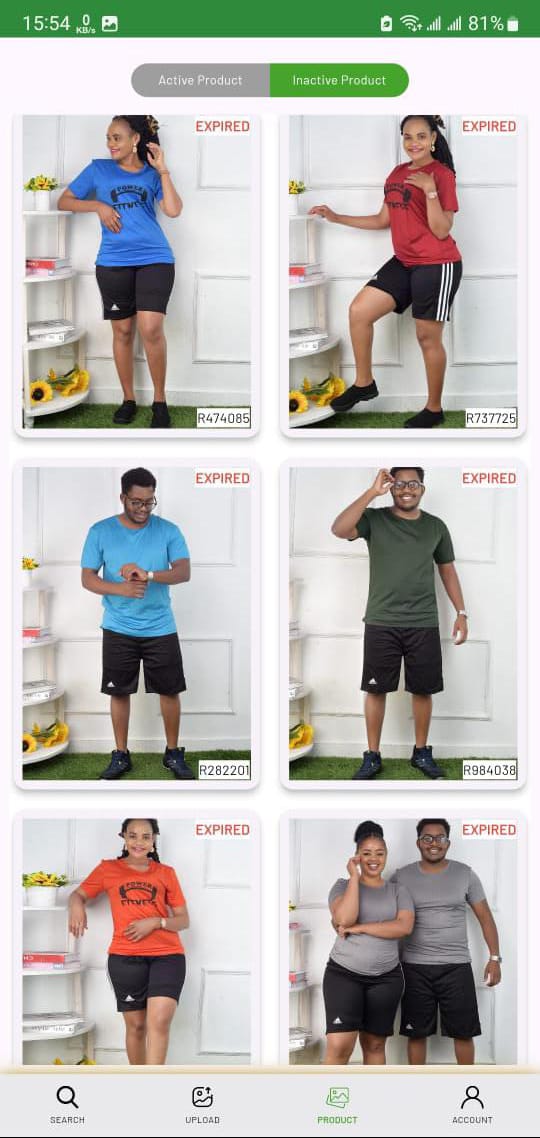 15:54 0 KB/s 81%
Active Product Inactive Product
EXPIRED EXPIRED
POWER
FITNESS
R474085 R737725
EXPIRED EXPIRED
R282201 R984038
EXPIRED EXPIRED
POWER
FITNESS
SEARCH UPLOAD PRODUCT ACCOUNT